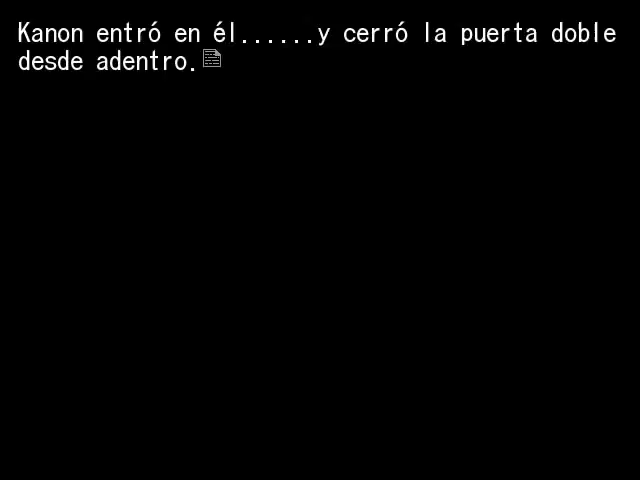 Kanon entró en él......y cerró la puerta doble
desde adentro.